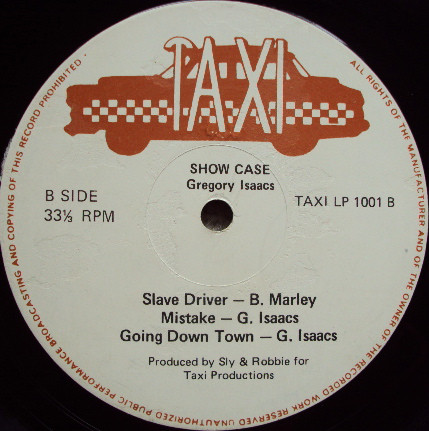 TAXI
SHOW CASE
Gregory Isaacs
B SIDE
33⅓ RPM
TAXI LP 1001 B
Slave Driver — B. Marley
Mistake — G. Isaacs
Going Down Town — G. Isaacs
Produced by Sly & Robbie for
Taxi Productions
ALL RIGHTS OF THE MANUFACTURER AND OF THE OWNER OF THE RECORDED WORK RESERVED UNAUTHORIZED PUBLIC PERFORMANCE BROADCASTING AND COPYING OF THIS RECORD PROHIBITED